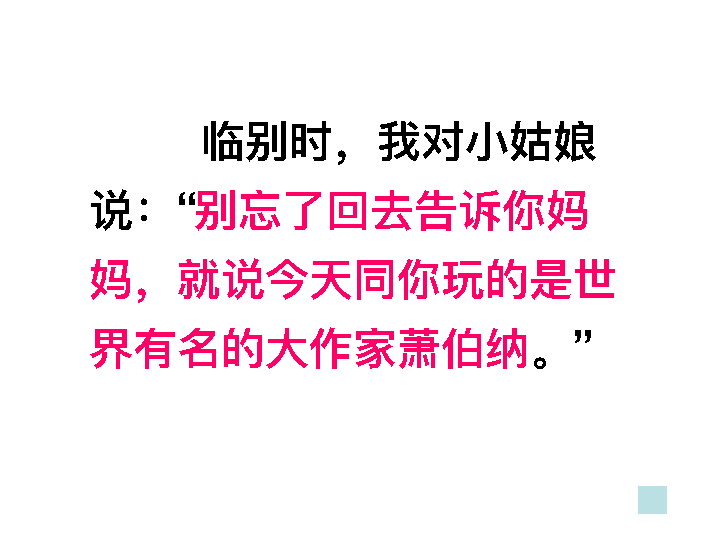 临别时，我对小姑娘
说：“别忘了回去告诉你妈
妈，就说今天同你玩的是世
界有名的大作家萧伯纳。”